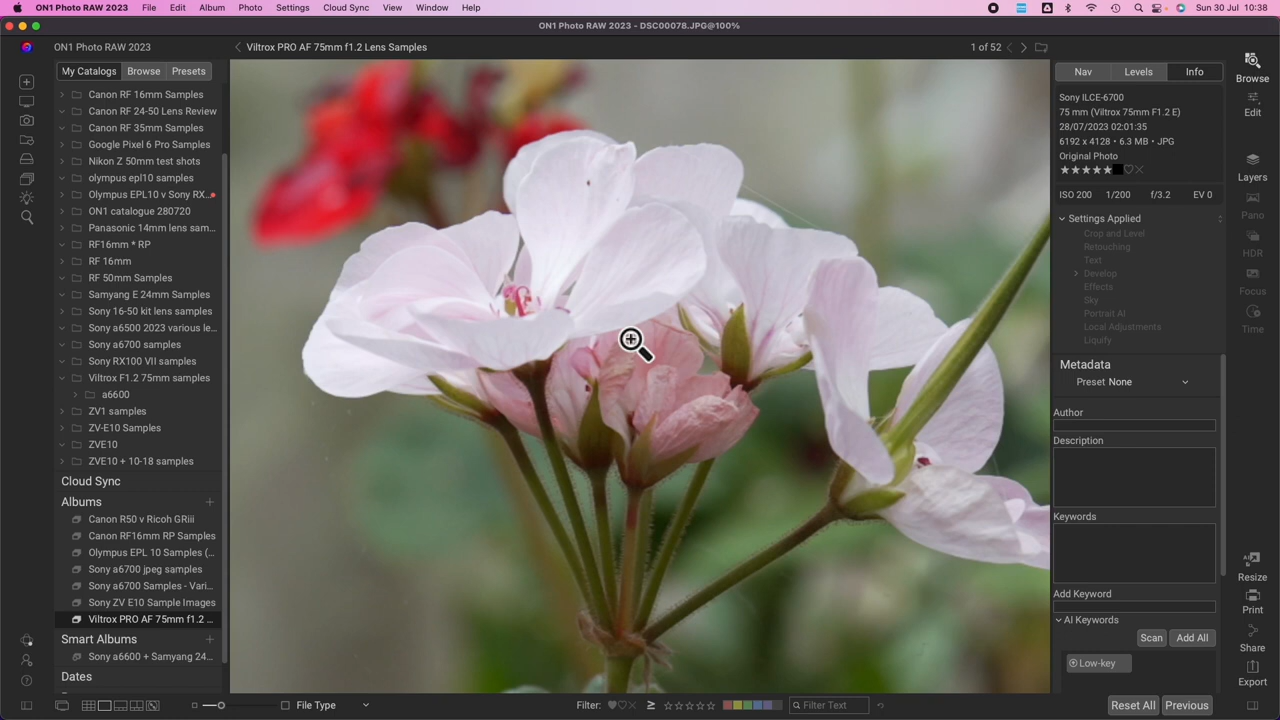 ON1 Photo RAW 2023 File Edit Album Photo Settings Cloud Sync View Window Help Sun 30 Jul 10:38
ON1 Photo RAW 2023 - DSC00078.JPG@100%
ON1 Photo RAW 2023 Viltrox PRO AF 75mm f1.2 Lens Samples 1 of 52
My Catalogs Browse Presets
Canon RF 16mm Samples
Canon RF 24-50 Lens Review
Canon RF 35mm Samples
Google Pixel 6 Pro Samples
Nikon Z 50mm test shots
olympus epl10 samples
Olympus EPL10 v Sony RX...
ON1 catalogue 280720
Panasonic 14mm lens sam...
RF16mm * RP
RF 16mm
RF 50mm Samples
Samyang E 24mm Samples
Sony 16-50 kit lens samples
Sony a6500 2023 various le...
Sony a6700 samples
Sony RX100 VII samples
Viltrox F1.2 75mm samples
a6600
ZV1 samples
ZV-E10 Samples
ZVE10
ZVE10 + 10-18 samples
Cloud Sync
Albums
Canon R50 v Ricoh GRiii
Canon RF16mm RP Samples
Olympus EPL 10 Samples (...
Sony a6700 jpeg samples
Sony a6700 Samples - Vari...
Sony ZV E10 Sample Images
Viltrox PRO AF 75mm f1.2 ...
Smart Albums
Sony a6600 + Samyang 24...
Dates
File Type Filter: Filter Text
Nav Levels Info
Sony ILCE-6700
75 mm (Viltrox 75mm F1.2 E)
28/07/2023 02:01:35
6192 x 4128 • 6.3 MB • JPG
Original Photo
ISO 200 1/200 f/3.2 EV 0
Settings Applied
Crop and Level
Retouching
Text
Develop
Effects
Sky
Portrait AI
Local Adjustments
Liquify
Metadata
Preset None
Author
Description
Keywords
Add Keyword
AI Keywords
Scan Add All
Low-key
Reset All Previous
Browse
Edit
Layers
Pano
HDR
Focus
Time
Resize
Print
Share
Export